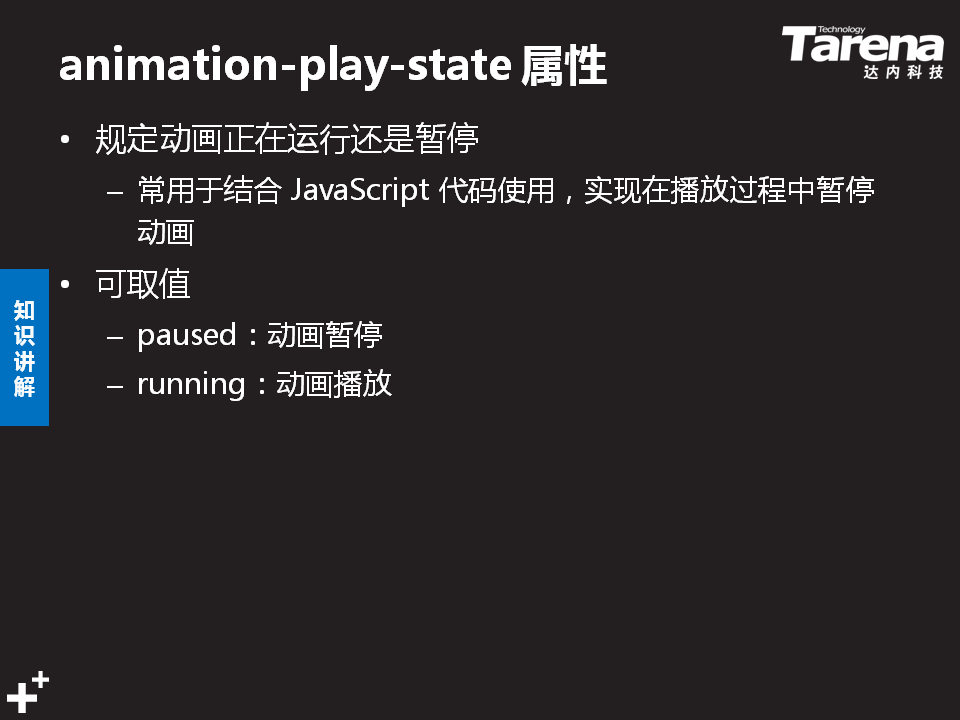 animation-play-state 属性
Technology
Tarena
达内科技
• 规定动画正在运行还是暂停
– 常用于结合 JavaScript 代码使用，实现在播放过程中暂停
动画
• 可取值
– paused：动画暂停
– running：动画播放
知
识
讲
解